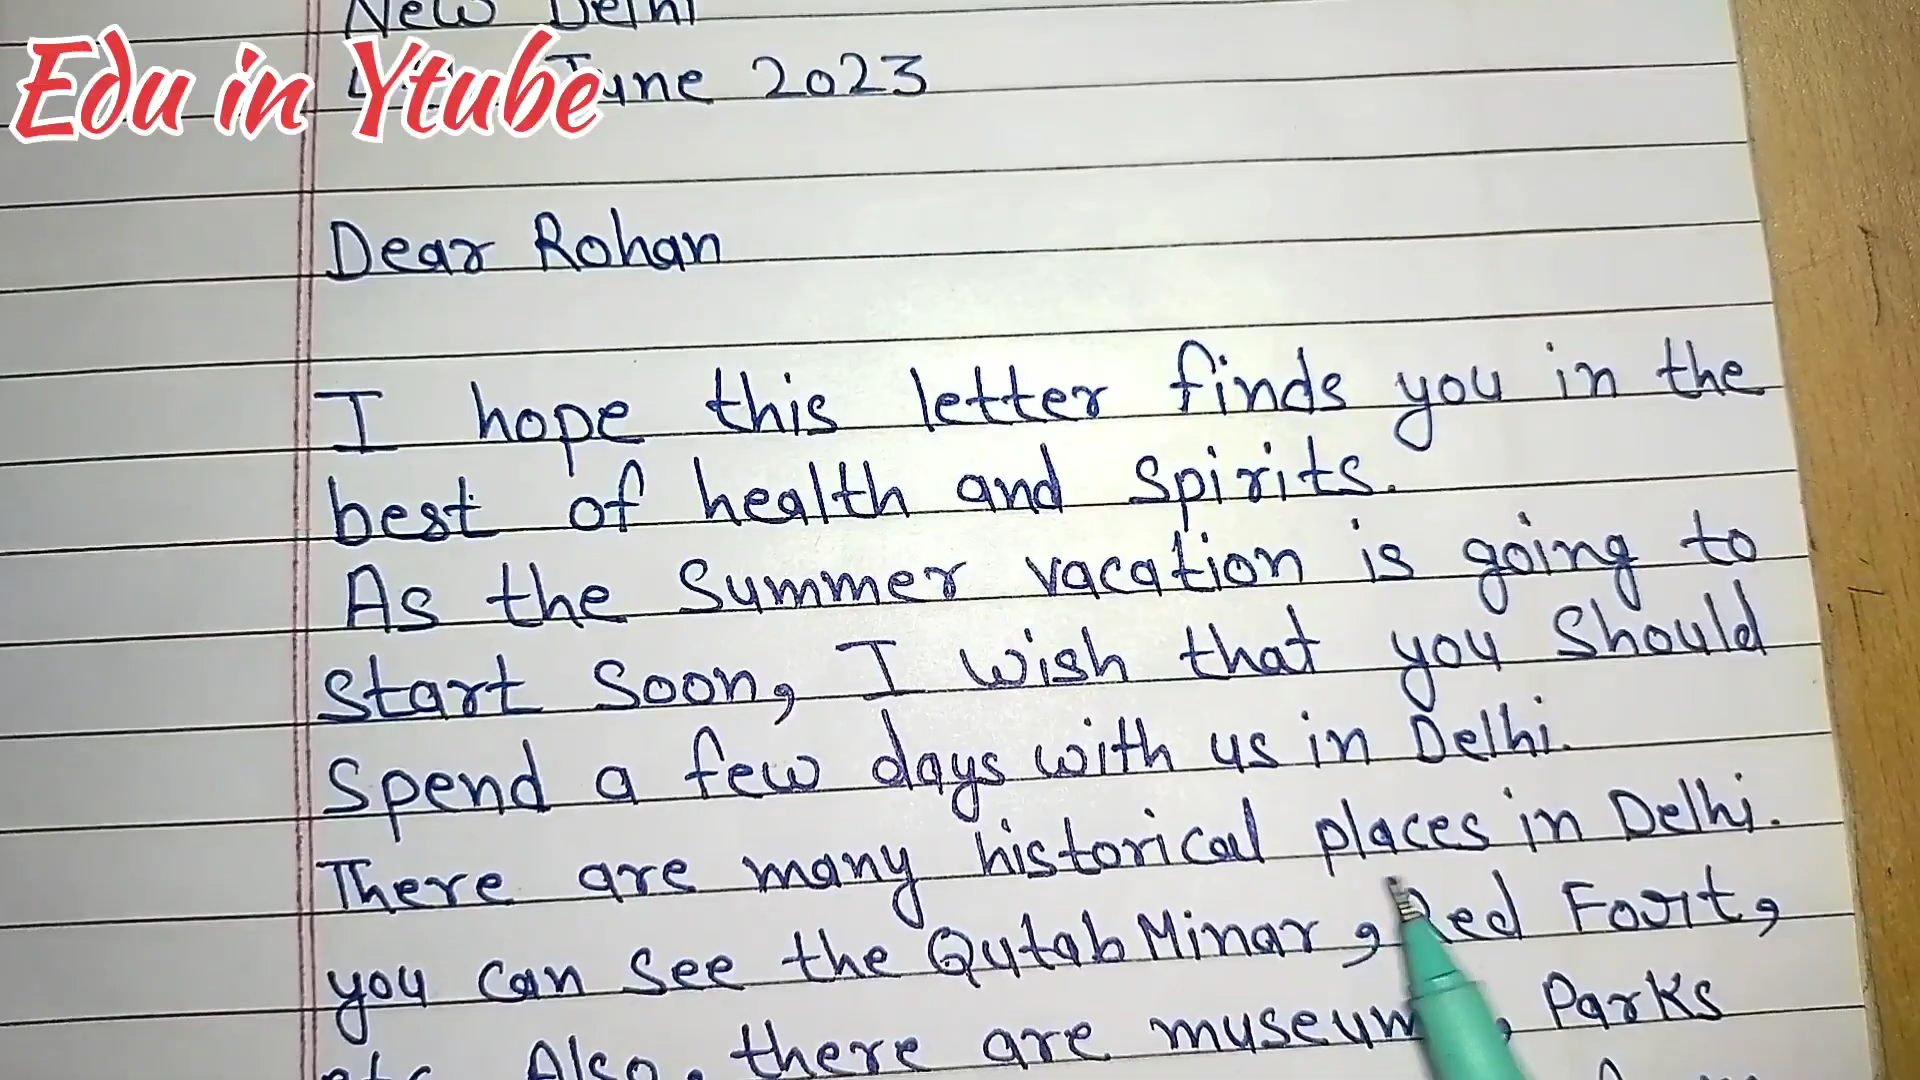 New Delhi
Edu in Ytube
June 2023
Dear Rohan
I hope this letter finds you in the
best of health and spirits.
As the Summer vacation is going to
start soon, I wish that you should
spend a few days with us in Delhi.
There are many historical places in Delhi.
you can see the Qutab Minar, Red Fort,
etc. Also, there are museum, Parks